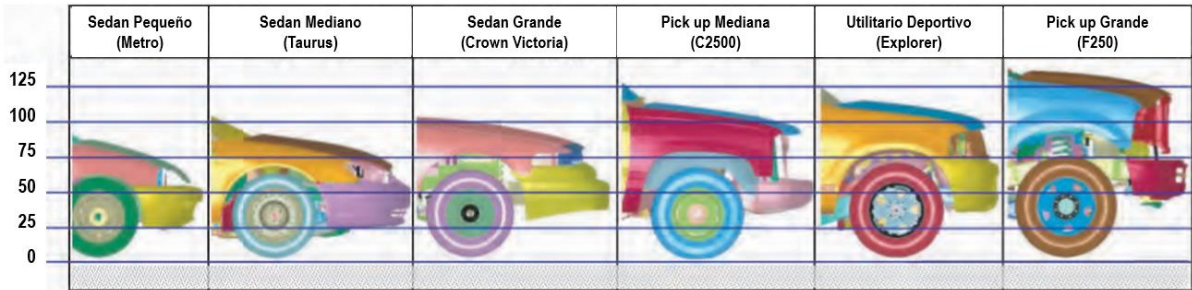 Sedan Pequeño
(Metro)
Sedan Mediano
(Taurus)
Sedan Grande
(Crown Victoria)
Pick up Mediana
(C2500)
Utilitario Deportivo
(Explorer)
Pick up Grande
(F250)
125
100
75
50
25
0